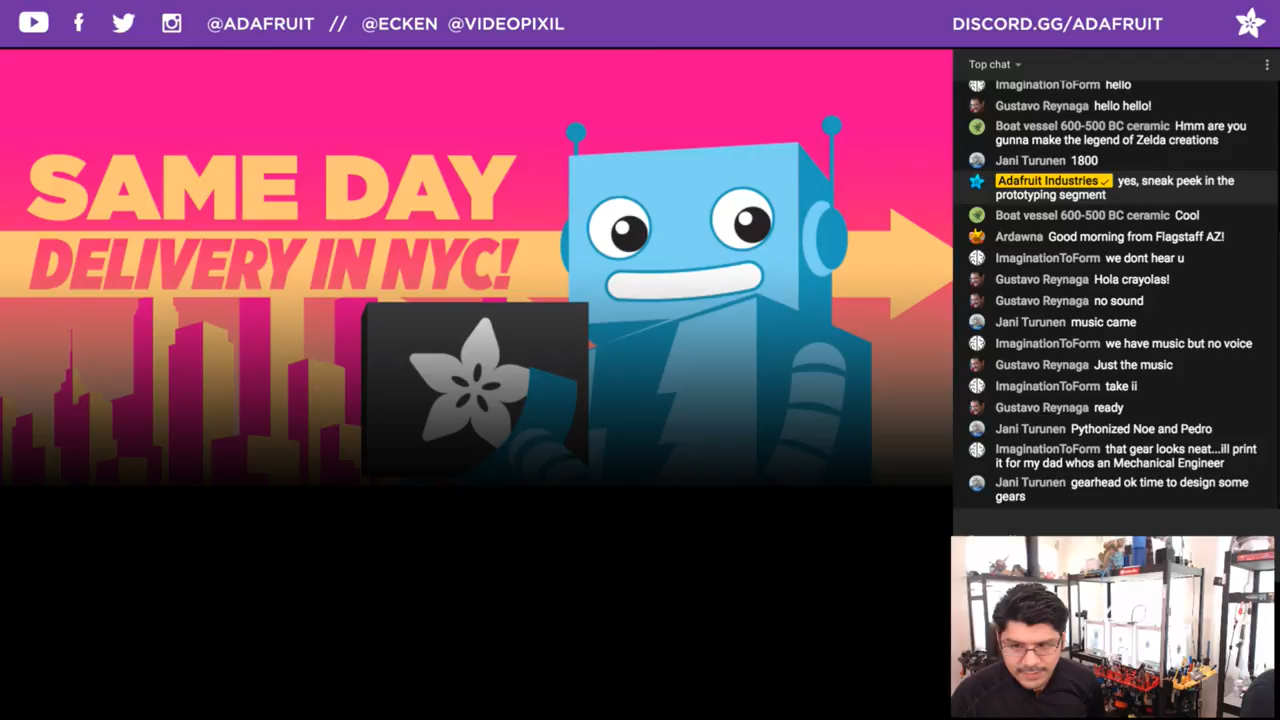 @ADAFRUIT // @ECKEN @VIDEOPIXIL
DISCORD.GG/ADAFRUIT
SAME DAY
DELIVERY IN NYC!
Top chat
ImaginationToForm hello
Gustavo Reynaga hello hello!
Boat vessel 600-500 BC ceramic Hmm are you
gunna make the legend of Zelda creations
Jani Turunen 1800
Adafruit Industries yes, sneak peek in the
prototyping segment
Boat vessel 600-500 BC ceramic Cool
Ardawna Good morning from Flagstaff AZ!
ImaginationToForm we dont hear u
Gustavo Reynaga Hola crayolas!
Gustavo Reynaga no sound
Jani Turunen music came
ImaginationToForm we have music but no voice
Gustavo Reynaga Just the music
ImaginationToForm take ii
Gustavo Reynaga ready
Jani Turunen Pythonized Noe and Pedro
ImaginationToForm that gear looks neat...ill print
it for my dad whos an Mechanical Engineer
Jani Turunen gearhead ok time to design some
gears